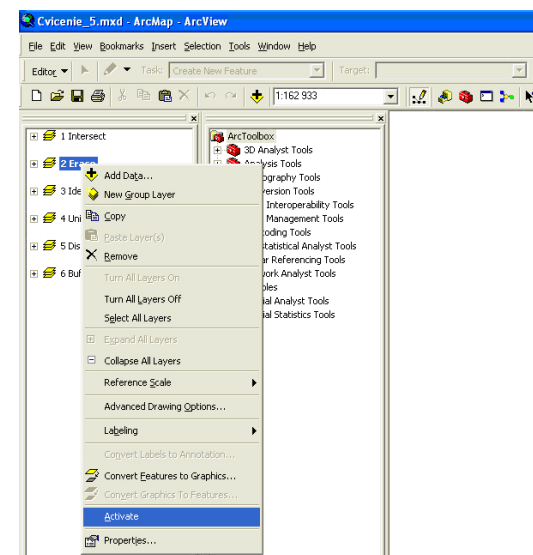 Cvicenie_5.mxd - ArcMap - ArcView
File Edit View Bookmarks Insert Selection Tools Window Help
Editor Task: Create New Feature Target:
1:162 933
1 Intersect
2 Erase
3 Ide
4 Uni
5 Dis
6 Buf
ArcToolbox
3D Analyst Tools
ysis Tools
ography Tools
version Tools
Interoperability Tools
Management Tools
oding Tools
tatistical Analyst Tools
ar Referencing Tools
ork Analyst Tools
les
ial Analyst Tools
ial Statistics Tools
Add Data...
New Group Layer
Copy
Paste Layer(s)
Remove
Turn All Layers On
Turn All Layers Off
Select All Layers
Expand All Layers
Collapse All Layers
Reference Scale
Advanced Drawing Options...
Labeling
Convert Labels to Annotation...
Convert Features to Graphics...
Convert Graphics To Features...
Activate
Properties...